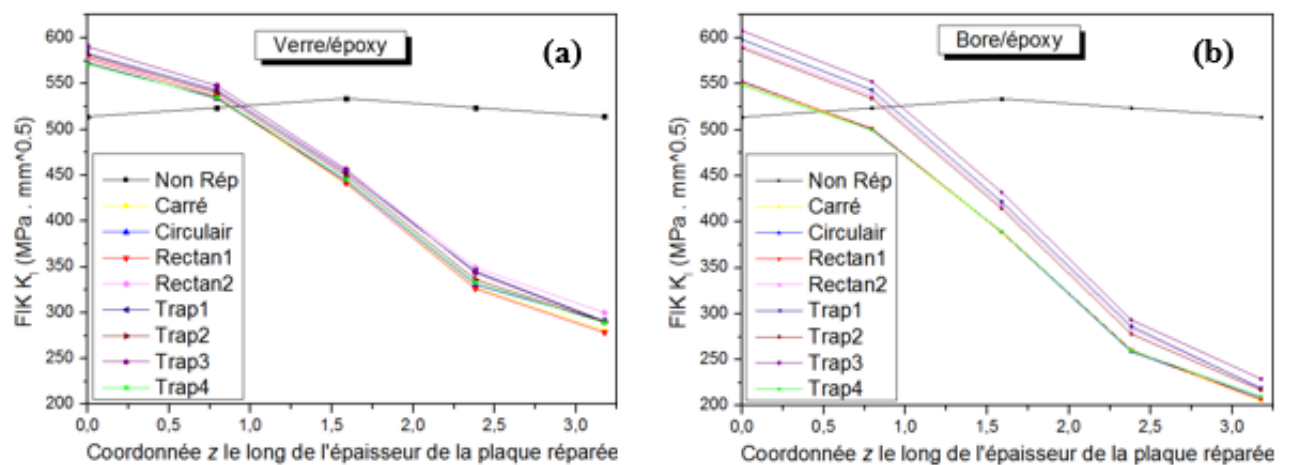 Verre/époxy
(a)
FIK K_I (MPa . mm^0.5)
600
550
500
450
400
350
300
250
200
Non Rép
Carré
Circulair
Rectan1
Rectan2
Trap1
Trap2
Trap3
Trap4
0,0 0,5 1,0 1,5 2,0 2,5 3,0
Coordonnée z le long de l'épaisseur de la plaque réparée
Bore/époxy
(b)
FIK K_I (MPa . mm^0.5)
600
550
500
450
400
350
300
250
200
Non Rép
Carré
Circulair
Rectan1
Rectan2
Trap1
Trap2
Trap3
Trap4
0,0 0,5 1,0 1,5 2,0 2,5 3,0
Coordonnée z le long de l'épaisseur de la plaque réparée